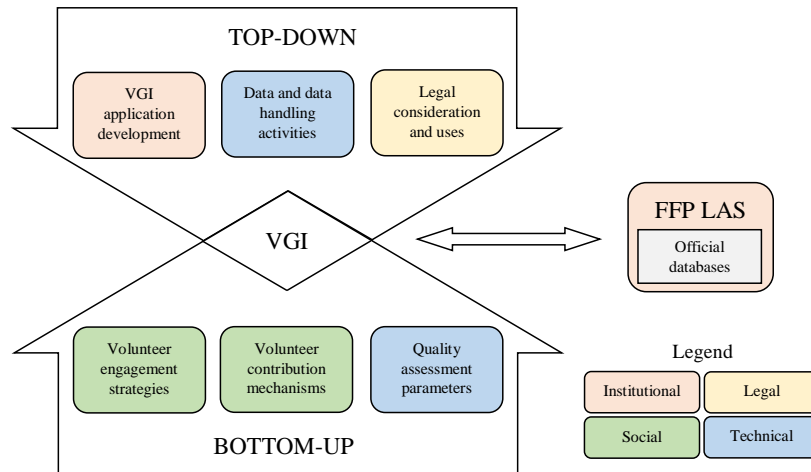 TOP-DOWN
VGI
application
development
Data and data
handling
activities
Legal
consideration
and uses
VGI
FFP LAS
Official
databases
Volunteer
engagement
strategies
Volunteer
contribution
mechanisms
Quality
assessment
parameters
BOTTOM-UP
Legend
Institutional
Legal
Social
Technical